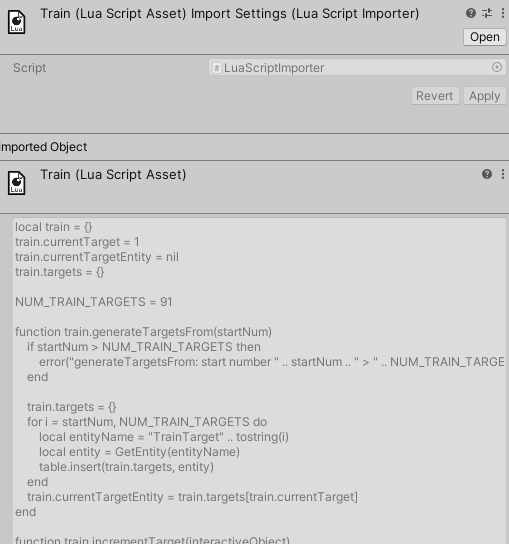 Train (Lua Script Asset) Import Settings (Lua Script Importer)
Lua
Open
Script
# LuaScriptImporter
Revert Apply
Imported Object
Train (Lua Script Asset)
Lua
local train = {}
train.currentTarget = 1
train.currentTargetEntity = nil
train.targets = {}
NUM_TRAIN_TARGETS = 91
function train.generateTargetsFrom(startNum)
if startNum > NUM_TRAIN_TARGETS then
error("generateTargetsFrom: start number " .. startNum .. " > " .. NUM_TRAIN_TARGE
end
train.targets = {}
for i = startNum, NUM_TRAIN_TARGETS do
local entityName = "TrainTarget" .. tostring(i)
local entity = GetEntity(entityName)
table.insert(train.targets, entity)
end
train.currentTargetEntity = train.targets[train.currentTarget]
end
function train.incrementTarget(interactiveObject)